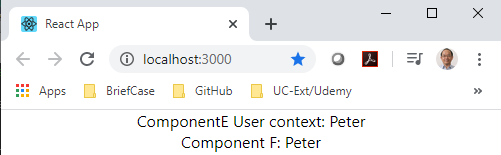 React App
localhost:3000
Apps BriefCase GitHub UC-Ext/Udemy
ComponentE User context: Peter
Component F: Peter